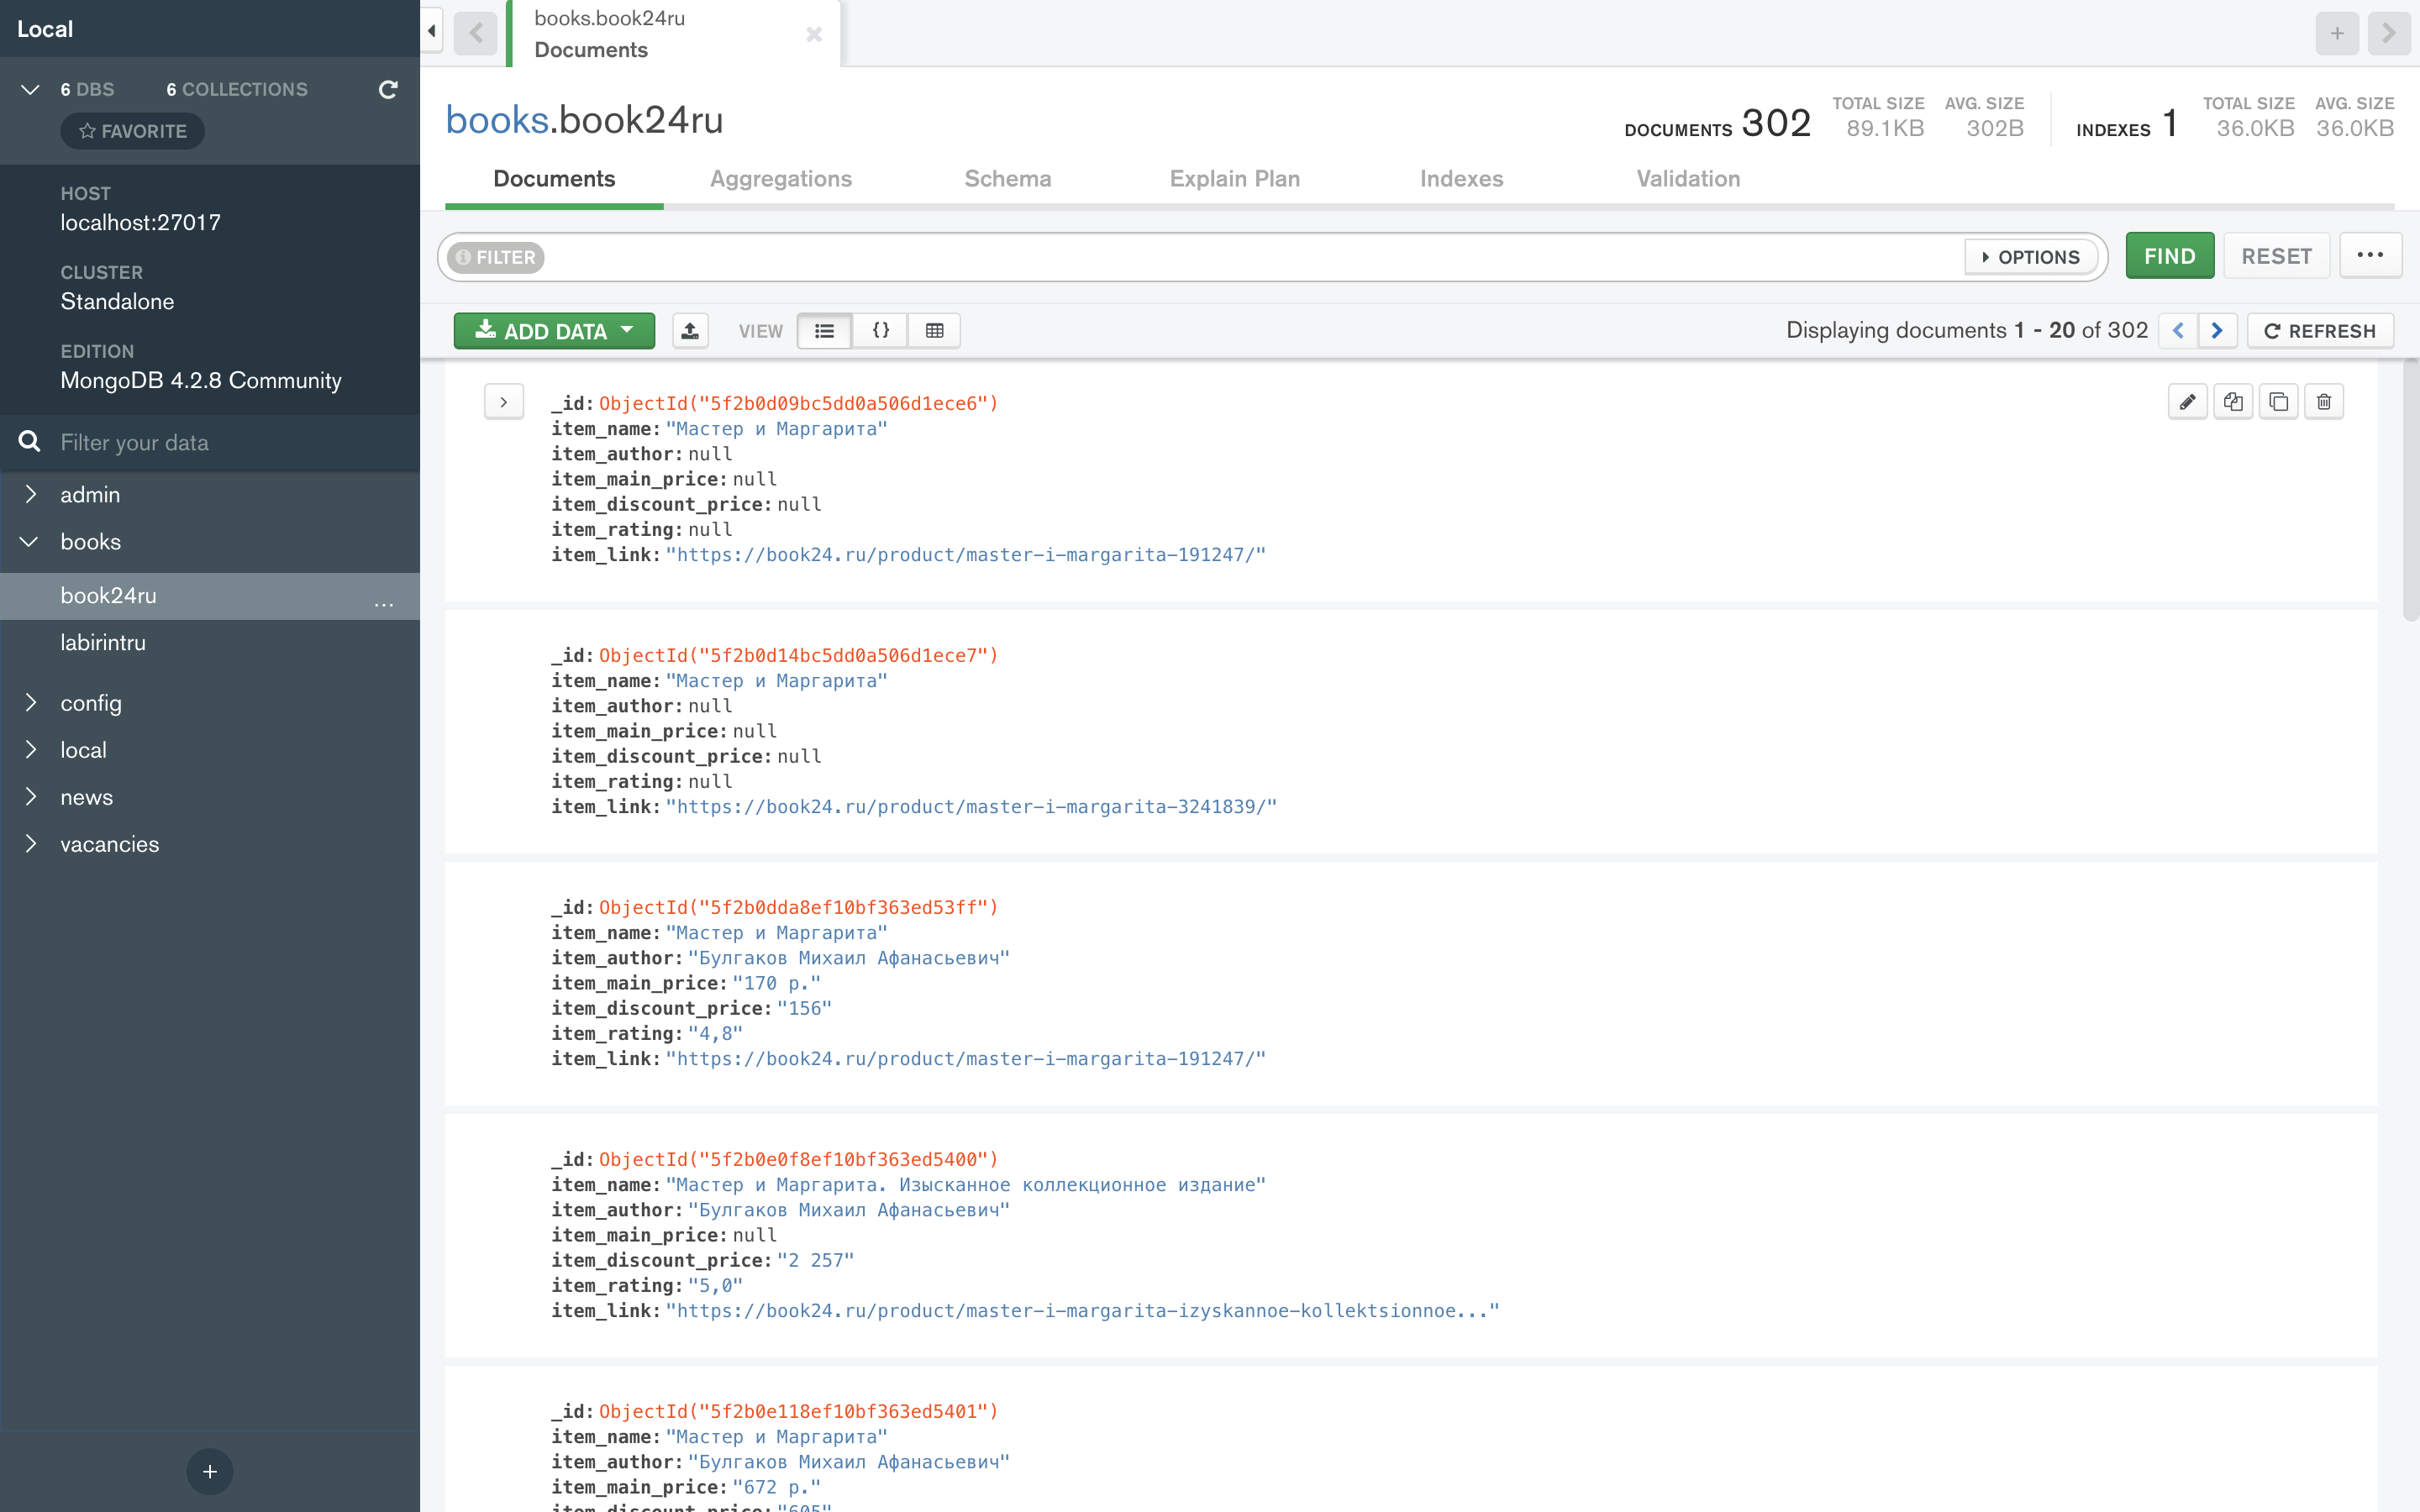 Local
6 DBS 6 COLLECTIONS
FAVORITE
HOST
localhost:27017
CLUSTER
Standalone
EDITION
MongoDB 4.2.8 Community
Filter your data
admin
books
book24ru ...
labirintru
config
local
news
vacancies
books.book24ru
Documents
books.book24ru
DOCUMENTS 302
TOTAL SIZE
89.1KB
AVG. SIZE
302B
INDEXES 1
TOTAL SIZE
36.0KB
AVG. SIZE
36.0KB
Documents Aggregations Schema Explain Plan Indexes Validation
FILTER OPTIONS FIND RESET ...
ADD DATA VIEW {} Displaying documents 1 - 20 of 302 REFRESH
_id: ObjectId("5f2b0d09bc5dd0a506d1ece6")
item_name: "Мастер и Маргарита"
item_author: null
item_main_price: null
item_discount_price: null
item_rating: null
item_link: "https://book24.ru/product/master-i-margarita-191247/"
_id: ObjectId("5f2b0d14bc5dd0a506d1ece7")
item_name: "Мастер и Маргарита"
item_author: null
item_main_price: null
item_discount_price: null
item_rating: null
item_link: "https://book24.ru/product/master-i-margarita-3241839/"
_id: ObjectId("5f2b0dda8ef10bf363ed53ff")
item_name: "Мастер и Маргарита"
item_author: "Булгаков Михаил Афанасьевич"
item_main_price: "170 р."
item_discount_price: "156"
item_rating: "4,8"
item_link: "https://book24.ru/product/master-i-margarita-191247/"
_id: ObjectId("5f2b0e0f8ef10bf363ed5400")
item_name: "Мастер и Маргарита. Изысканное коллекционное издание"
item_author: "Булгаков Михаил Афанасьевич"
item_main_price: null
item_discount_price: "2 257"
item_rating: "5,0"
item_link: "https://book24.ru/product/master-i-margarita-izyskannoe-kollektsionnoe..."
_id: ObjectId("5f2b0e118ef10bf363ed5401")
item_name: "Мастер и Маргарита"
item_author: "Булгаков Михаил Афанасьевич"
item_main_price: "672 р."
item_discount_price: "605"